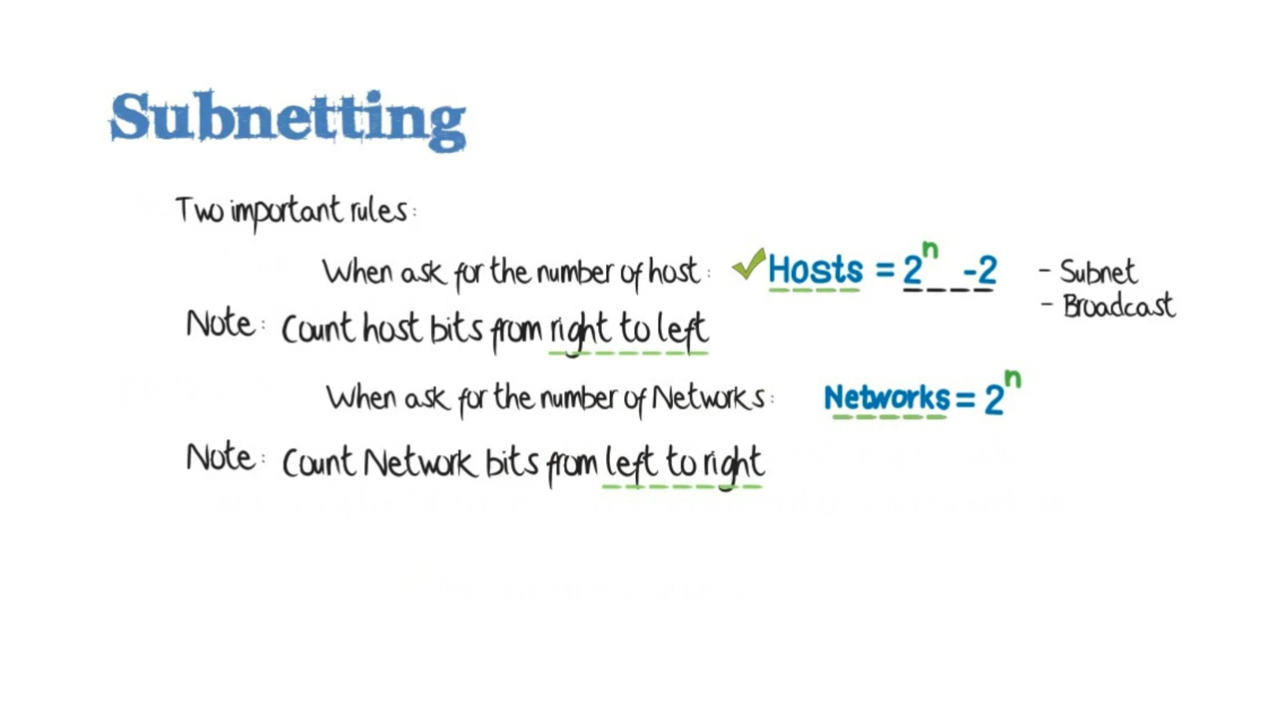 Subnetting
Two important rules:
When ask for the number of host: Hosts = 2ⁿ -2 - Subnet
- Broadcast
Note: Count host bits from right to left
When ask for the number of Networks: Networks = 2ⁿ
Note: Count Network bits from left to right